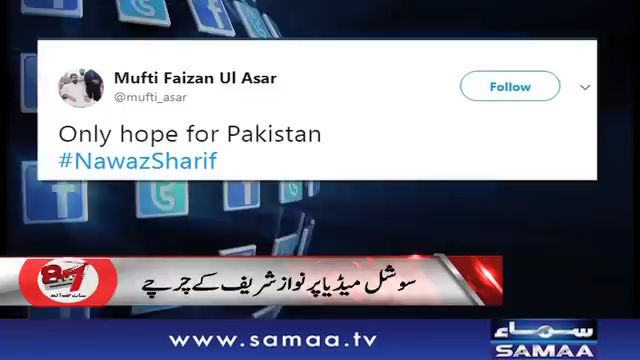 Mufti Faizan Ul Asar
@mufti_asar
Follow
Only hope for Pakistan
#NawazSharif
سوشل میڈیا پر نواز شریف کے چرچے
www.samaa.tv
سماء
SAMAA